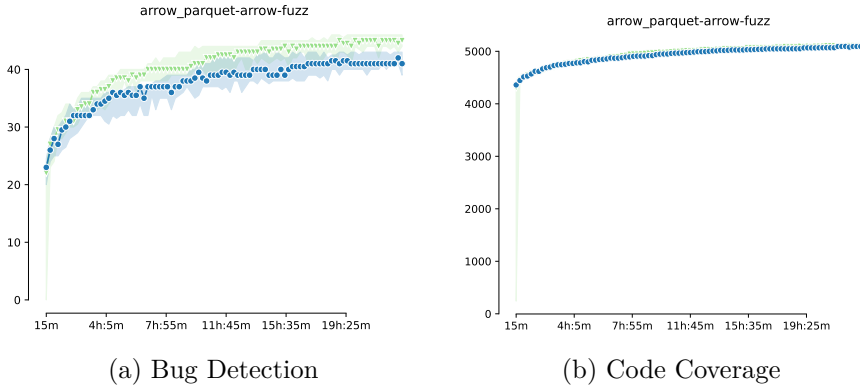 arrow_parquet-arrow-fuzz
40
30
20
10
0
15m 4h:5m 7h:55m 11h:45m 15h:35m 19h:25m
(a) Bug Detection
arrow_parquet-arrow-fuzz
5000
4000
3000
2000
1000
0
15m 4h:5m 7h:55m 11h:45m 15h:35m 19h:25m
(b) Code Coverage